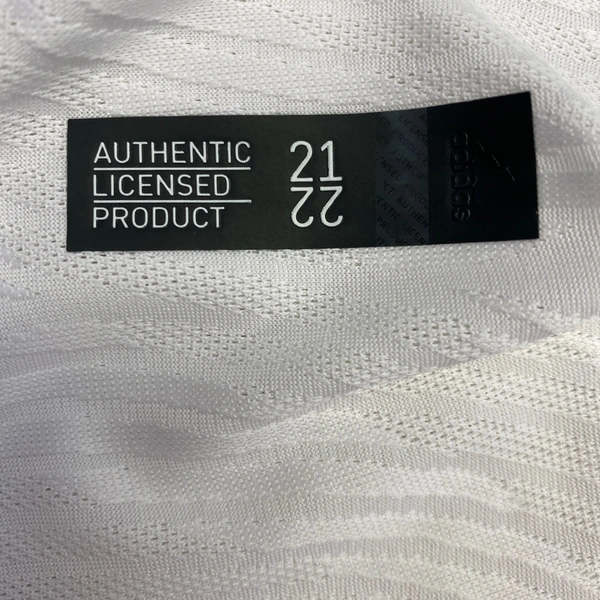 AUTHENTIC
LICENSED
PRODUCT
21
22
adidas